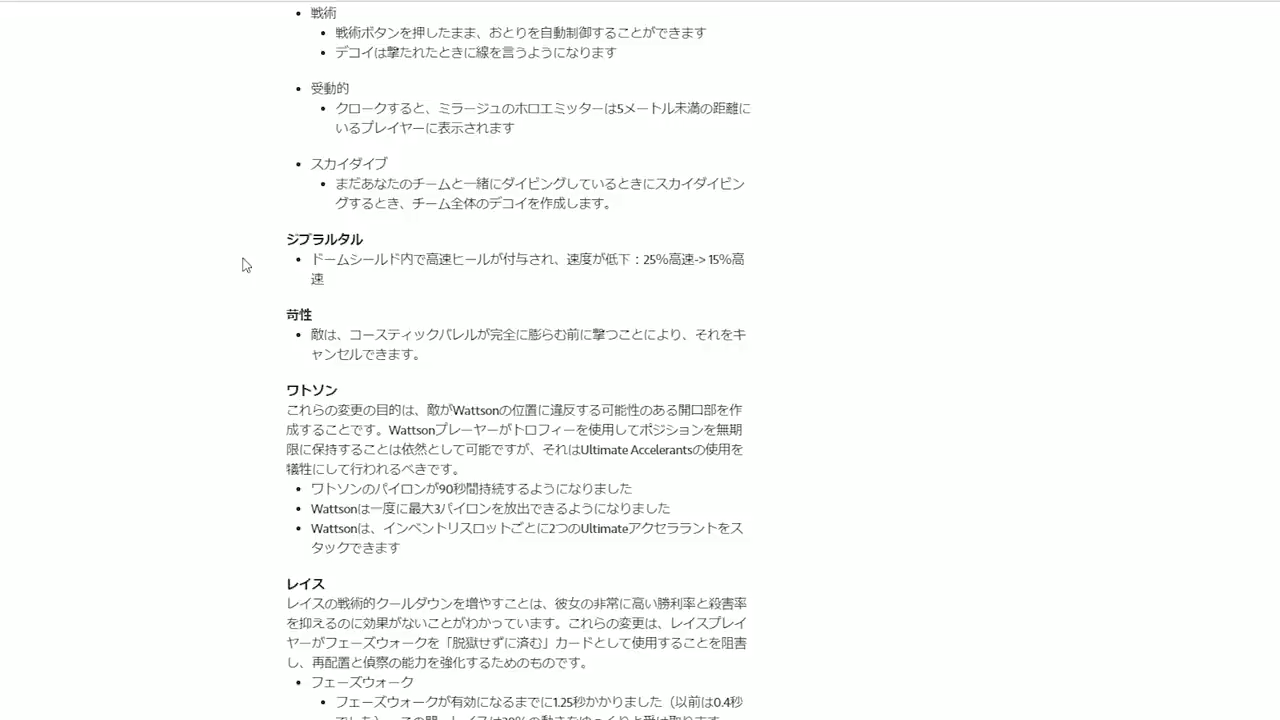 戦術
戦術ボタンを押したまま、おとりを自動制御することができます
デコイは撃たれたときに線を言うようになります
受動的
クロークすると、ミラージュのホロエミッターは5メートル未満の距離に
いるプレイヤーに表示されます
スカイダイブ
まだあなたのチームと一緒にダイビングしているときにスカイダイビン
グするとき、チーム全体のデコイを作成します。
ジブラルタル
ドームシールド内で高速ヒールが付与され、速度が低下：25％高速-> 15％高
速
苛性
敵は、コースティックバレルが完全に膨らむ前に撃つことにより、それをキ
ャンセルできます。
ワトソン
これらの変更の目的は、敵がWattsonの位置に違反する可能性のある開口部を作
成することです。Wattsonプレーヤーがトロフィーを使用してポジションを無期
限に保持することは依然として可能ですが、それはUltimate Accelerantsの使用を
犠牲にして行われるべきです。
ワトソンのパイロンが90秒間持続するようになりました
Wattsonは一度に最大3パイロンを放出できるようになりました
Wattsonは、インベントリスロットごとに2つのUltimateアクセララントをス
タックできます
レイス
レイスの戦術的クールダウンを増やすことは、彼女の非常に高い勝利率と殺害率
を抑えるのに効果がないことがわかっています。これらの変更は、レイスプレイ
ヤーがフェーズウォークを「脱獄せずに済む」カードとして使用することを阻害
し、再配置と偵察の能力を強化するためのものです。
フェーズウォーク
フェーズウォークが有効になるまでに1.25秒かかりました（以前は0.4秒